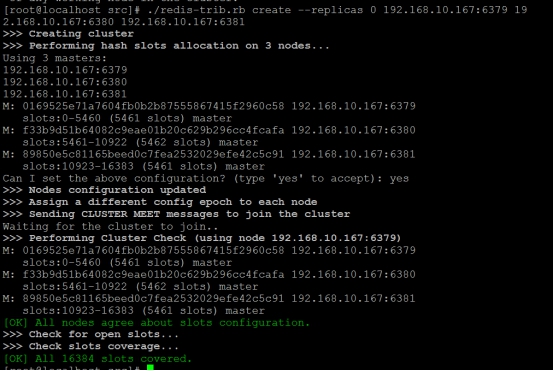 [root@localhost src]# ./redis-trib.rb create --replicas 0 192.168.10.167:6379 19
2.168.10.167:6380 192.168.10.167:6381
>>> Creating cluster
>>> Performing hash slots allocation on 3 nodes...
Using 3 masters:
192.168.10.167:6379
192.168.10.167:6380
192.168.10.167:6381
M: 0169525e71a7604fb0b2b87555867415f2960c58 192.168.10.167:6379
slots:0-5460 (5461 slots) master
M: f33b9d51b64082c9eae01b20c629b296cc4fcafa 192.168.10.167:6380
slots:5461-10922 (5462 slots) master
M: 89850e5c81165beed0c7fea2532029efe42c5c91 192.168.10.167:6381
slots:10923-16383 (5461 slots) master
Can I set the above configuration? (type 'yes' to accept): yes
>>> Nodes configuration updated
>>> Assign a different config epoch to each node
>>> Sending CLUSTER MEET messages to join the cluster
Waiting for the cluster to join..
>>> Performing Cluster Check (using node 192.168.10.167:6379)
M: 0169525e71a7604fb0b2b87555867415f2960c58 192.168.10.167:6379
slots:0-5460 (5461 slots) master
M: f33b9d51b64082c9eae01b20c629b296cc4fcafa 192.168.10.167:6380
slots:5461-10922 (5462 slots) master
M: 89850e5c81165beed0c7fea2532029efe42c5c91 192.168.10.167:6381
slots:10923-16383 (5461 slots) master
[OK] All nodes agree about slots configuration.
>>> Check for open slots...
>>> Check slots coverage...
[OK] All 16384 slots covered.
[root@localhost src]#